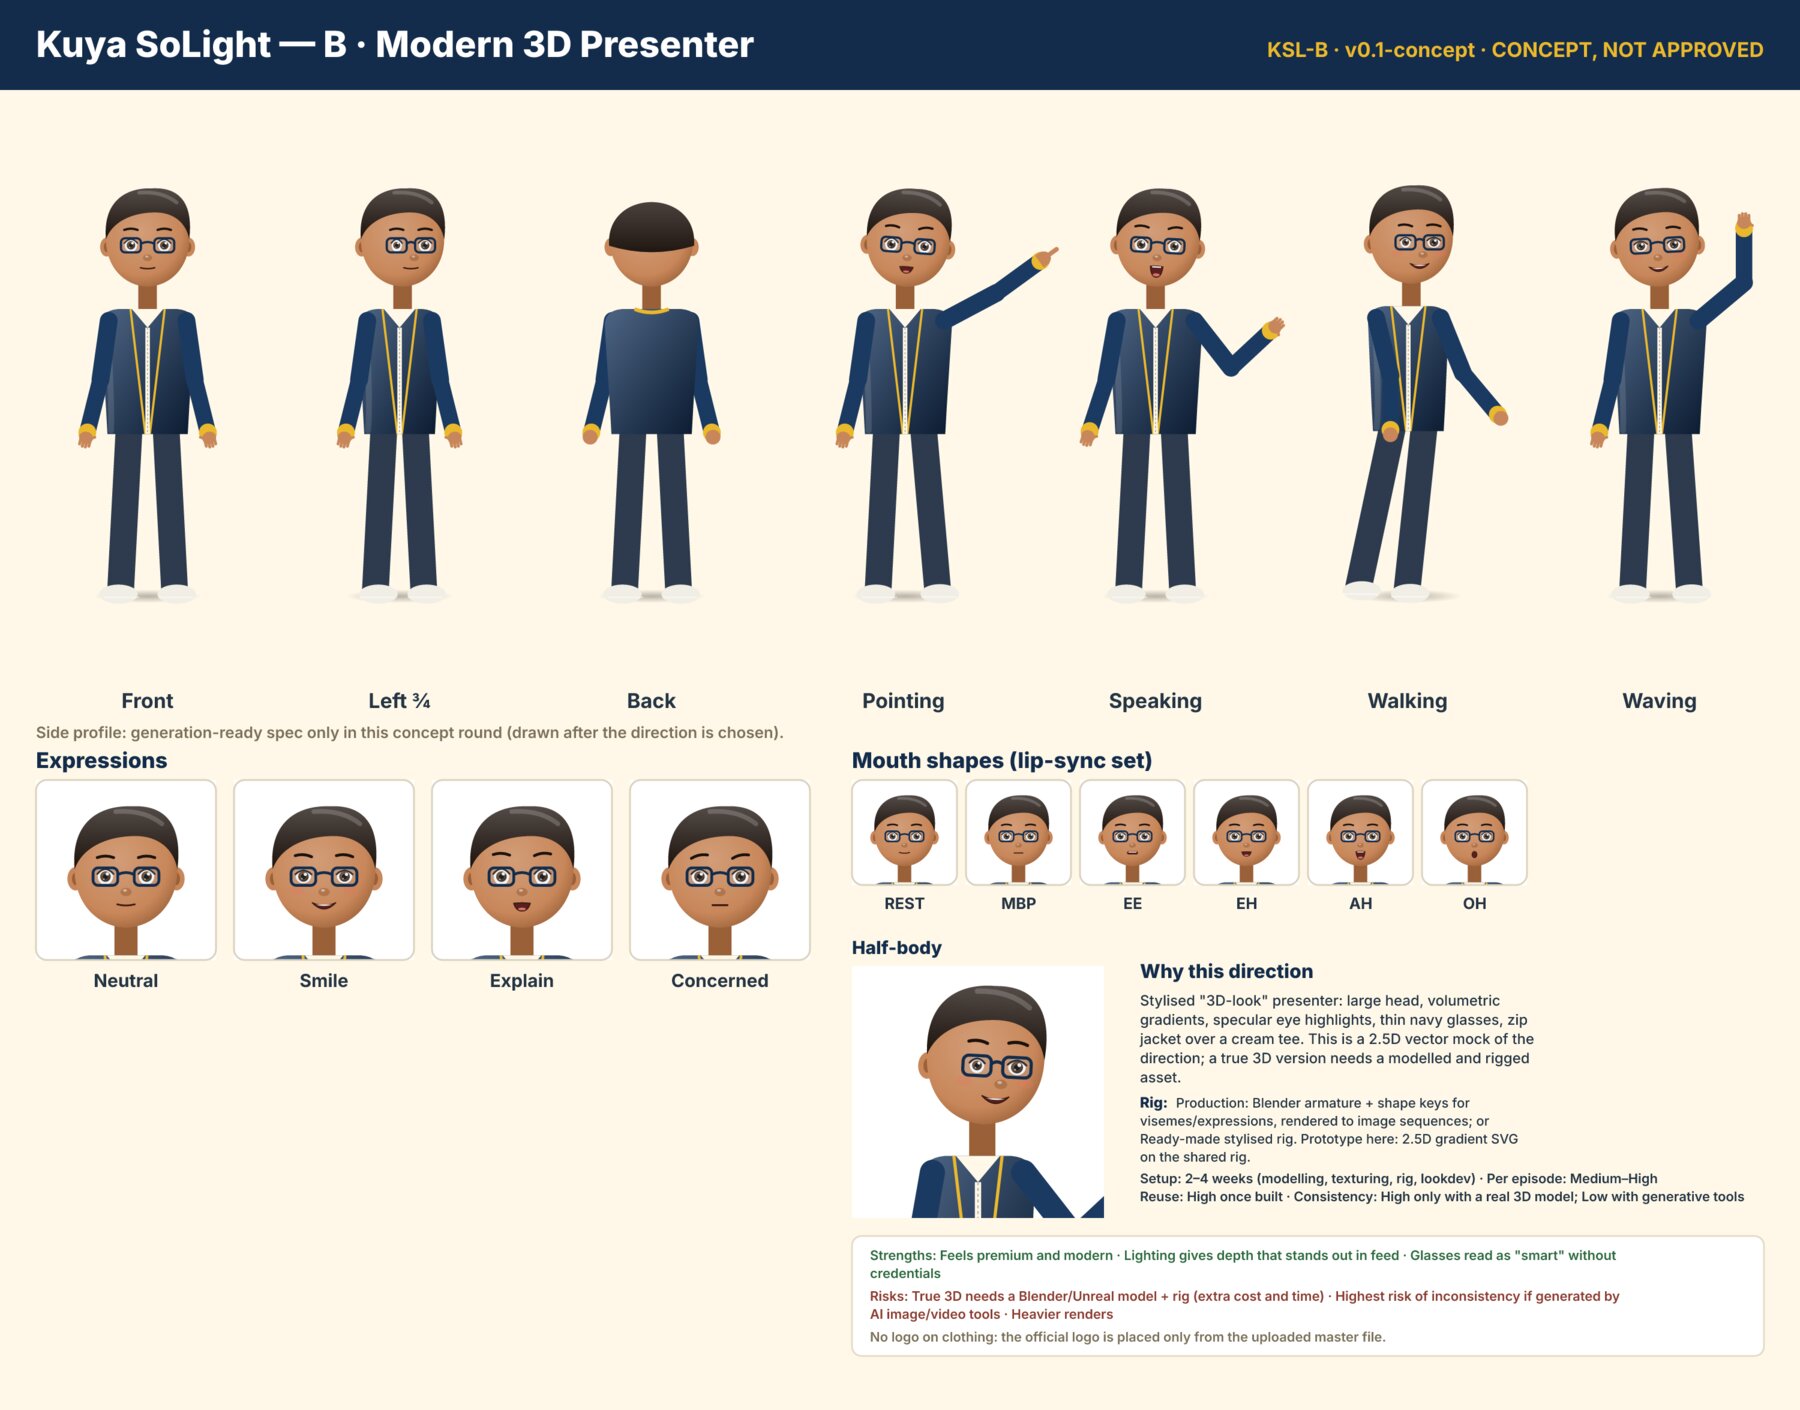 Kuya SoLight — B · Modern 3D Presenter
KSL-B · v0.1-concept · CONCEPT, NOT APPROVED
Front
Left ¾
Back
Pointing
Speaking
Walking
Waving
Side profile: generation-ready spec only in this concept round (drawn after the direction is chosen).
Expressions
Neutral
Smile
Explain
Concerned
Mouth shapes (lip-sync set)
REST
MBP
EE
EH
AH
OH
Half-body
Why this direction
Stylised "3D-look" presenter: large head, volumetric
gradients, specular eye highlights, thin navy glasses, zip
jacket over a cream tee. This is a 2.5D vector mock of the
direction; a true 3D version needs a modelled and rigged
asset.
Rig: Production: Blender armature + shape keys for
visemes/expressions, rendered to image sequences; or
Ready-made stylised rig. Prototype here: 2.5D gradient SVG
on the shared rig.
Setup: 2–4 weeks (modelling, texturing, rig, lookdev) · Per episode: Medium–High
Reuse: High once built · Consistency: High only with a real 3D model; Low with generative tools
Strengths: Feels premium and modern · Lighting gives depth that stands out in feed · Glasses read as "smart" without
credentials
Risks: True 3D needs a Blender/Unreal model + rig (extra cost and time) · Highest risk of inconsistency if generated by
AI image/video tools · Heavier renders
No logo on clothing: the official logo is placed only from the uploaded master file.